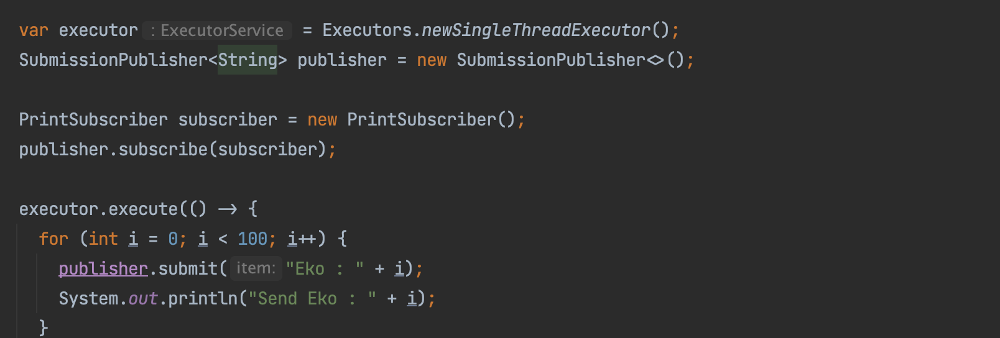 var executor : ExecutorService = Executors.newSingleThreadExecutor();
SubmissionPublisher<String> publisher = new SubmissionPublisher<>();
PrintSubscriber subscriber = new PrintSubscriber();
publisher.subscribe(subscriber);
executor.execute(() -> {
for (int i = 0; i < 100; i++) {
publisher.submit( item: "Eko : " + i);
System.out.println("Send Eko : " + i);
}